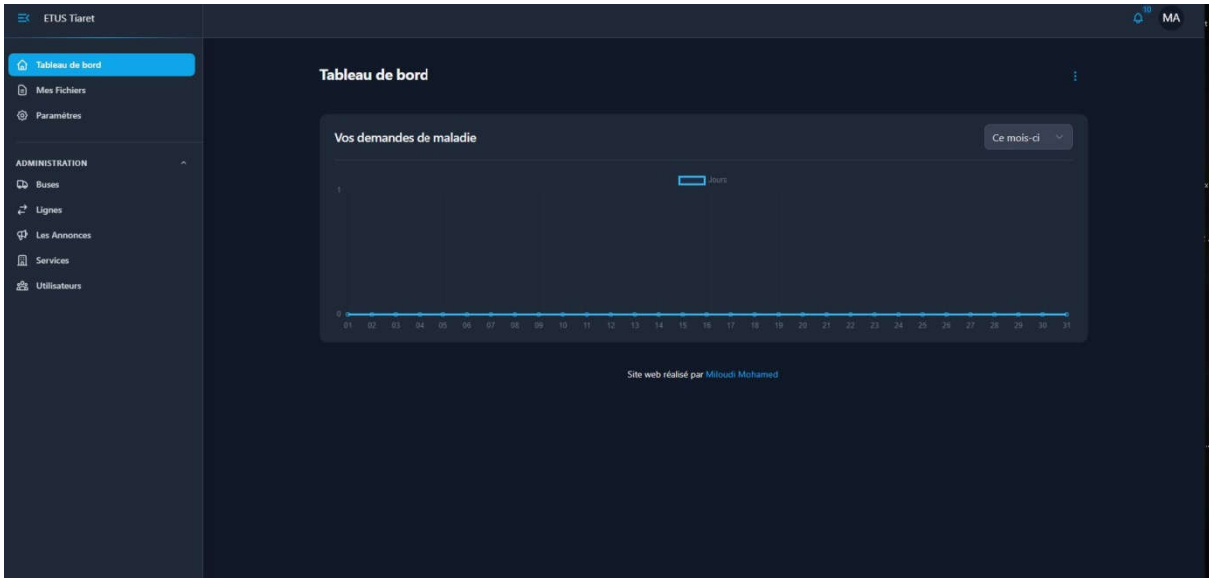 ETUS Tiaret
10
MA
Tableau de bord
Mes Fichiers
Paramètres
ADMINISTRATION
Buses
Lignes
Les Annonces
Services
Utilisateurs
Tableau de bord
Vos demandes de maladie
Ce mois-ci
Jours
1
0
01 02 03 04 05 06 07 08 09 10 11 12 13 14 15 16 17 18 19 20 21 22 23 24 25 26 27 28 29 30 31
Site web réalisé par Miloudi Mohamed